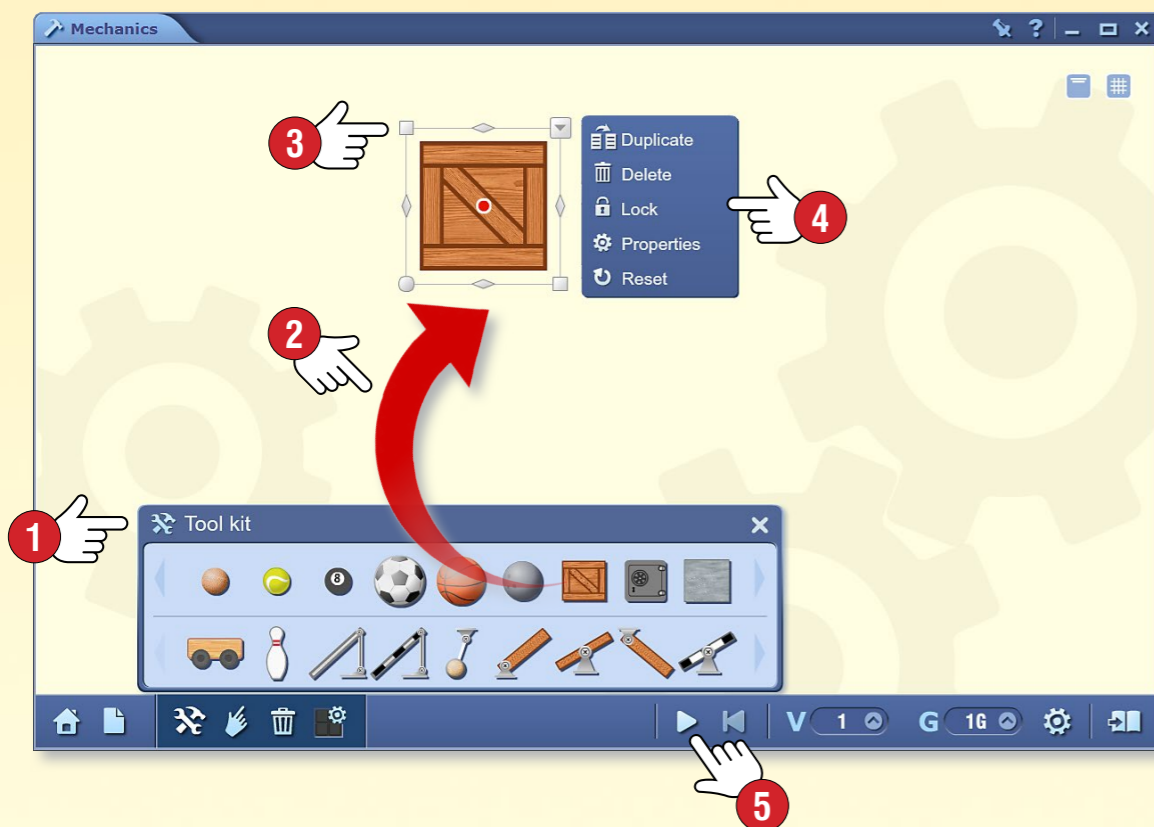 Mechanics
?
3
Duplicate
Delete
Lock
Properties
Reset
4
2
1
Tool kit
8
V 1 G 1G
5